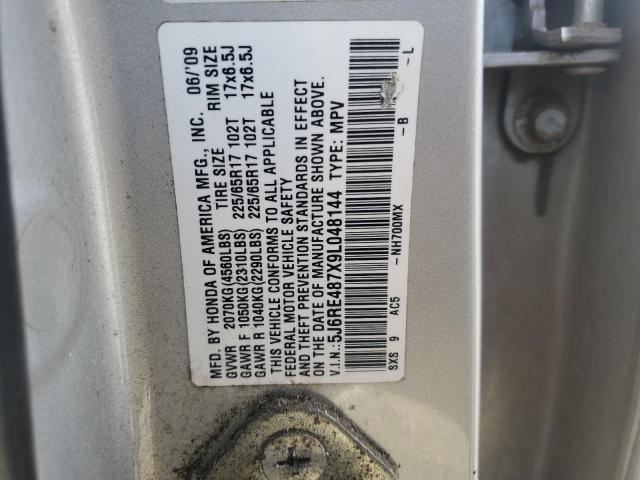 MFD. BY HONDA OF AMERICA MFG., INC. 06/'09
GVWR 2070KG(4560LBS) TIRE SIZE RIM SIZE
GAWR F 1050KG(2310LBS) 225/65R17 102T 17x6.5J
GAWR R 1040KG(2290LBS) 225/65R17 102T 17x6.5J
THIS VEHICLE CONFORMS TO ALL APPLICABLE
FEDERAL MOTOR VEHICLE SAFETY
AND THEFT PREVENTION STANDARDS IN EFFECT
ON THE DATE OF MANUFACTURE SHOWN ABOVE.
V.I.N.: 5J6RE487X9L048144 TYPE: MPV
SXS 9 AC5 -NH700MX -B -L